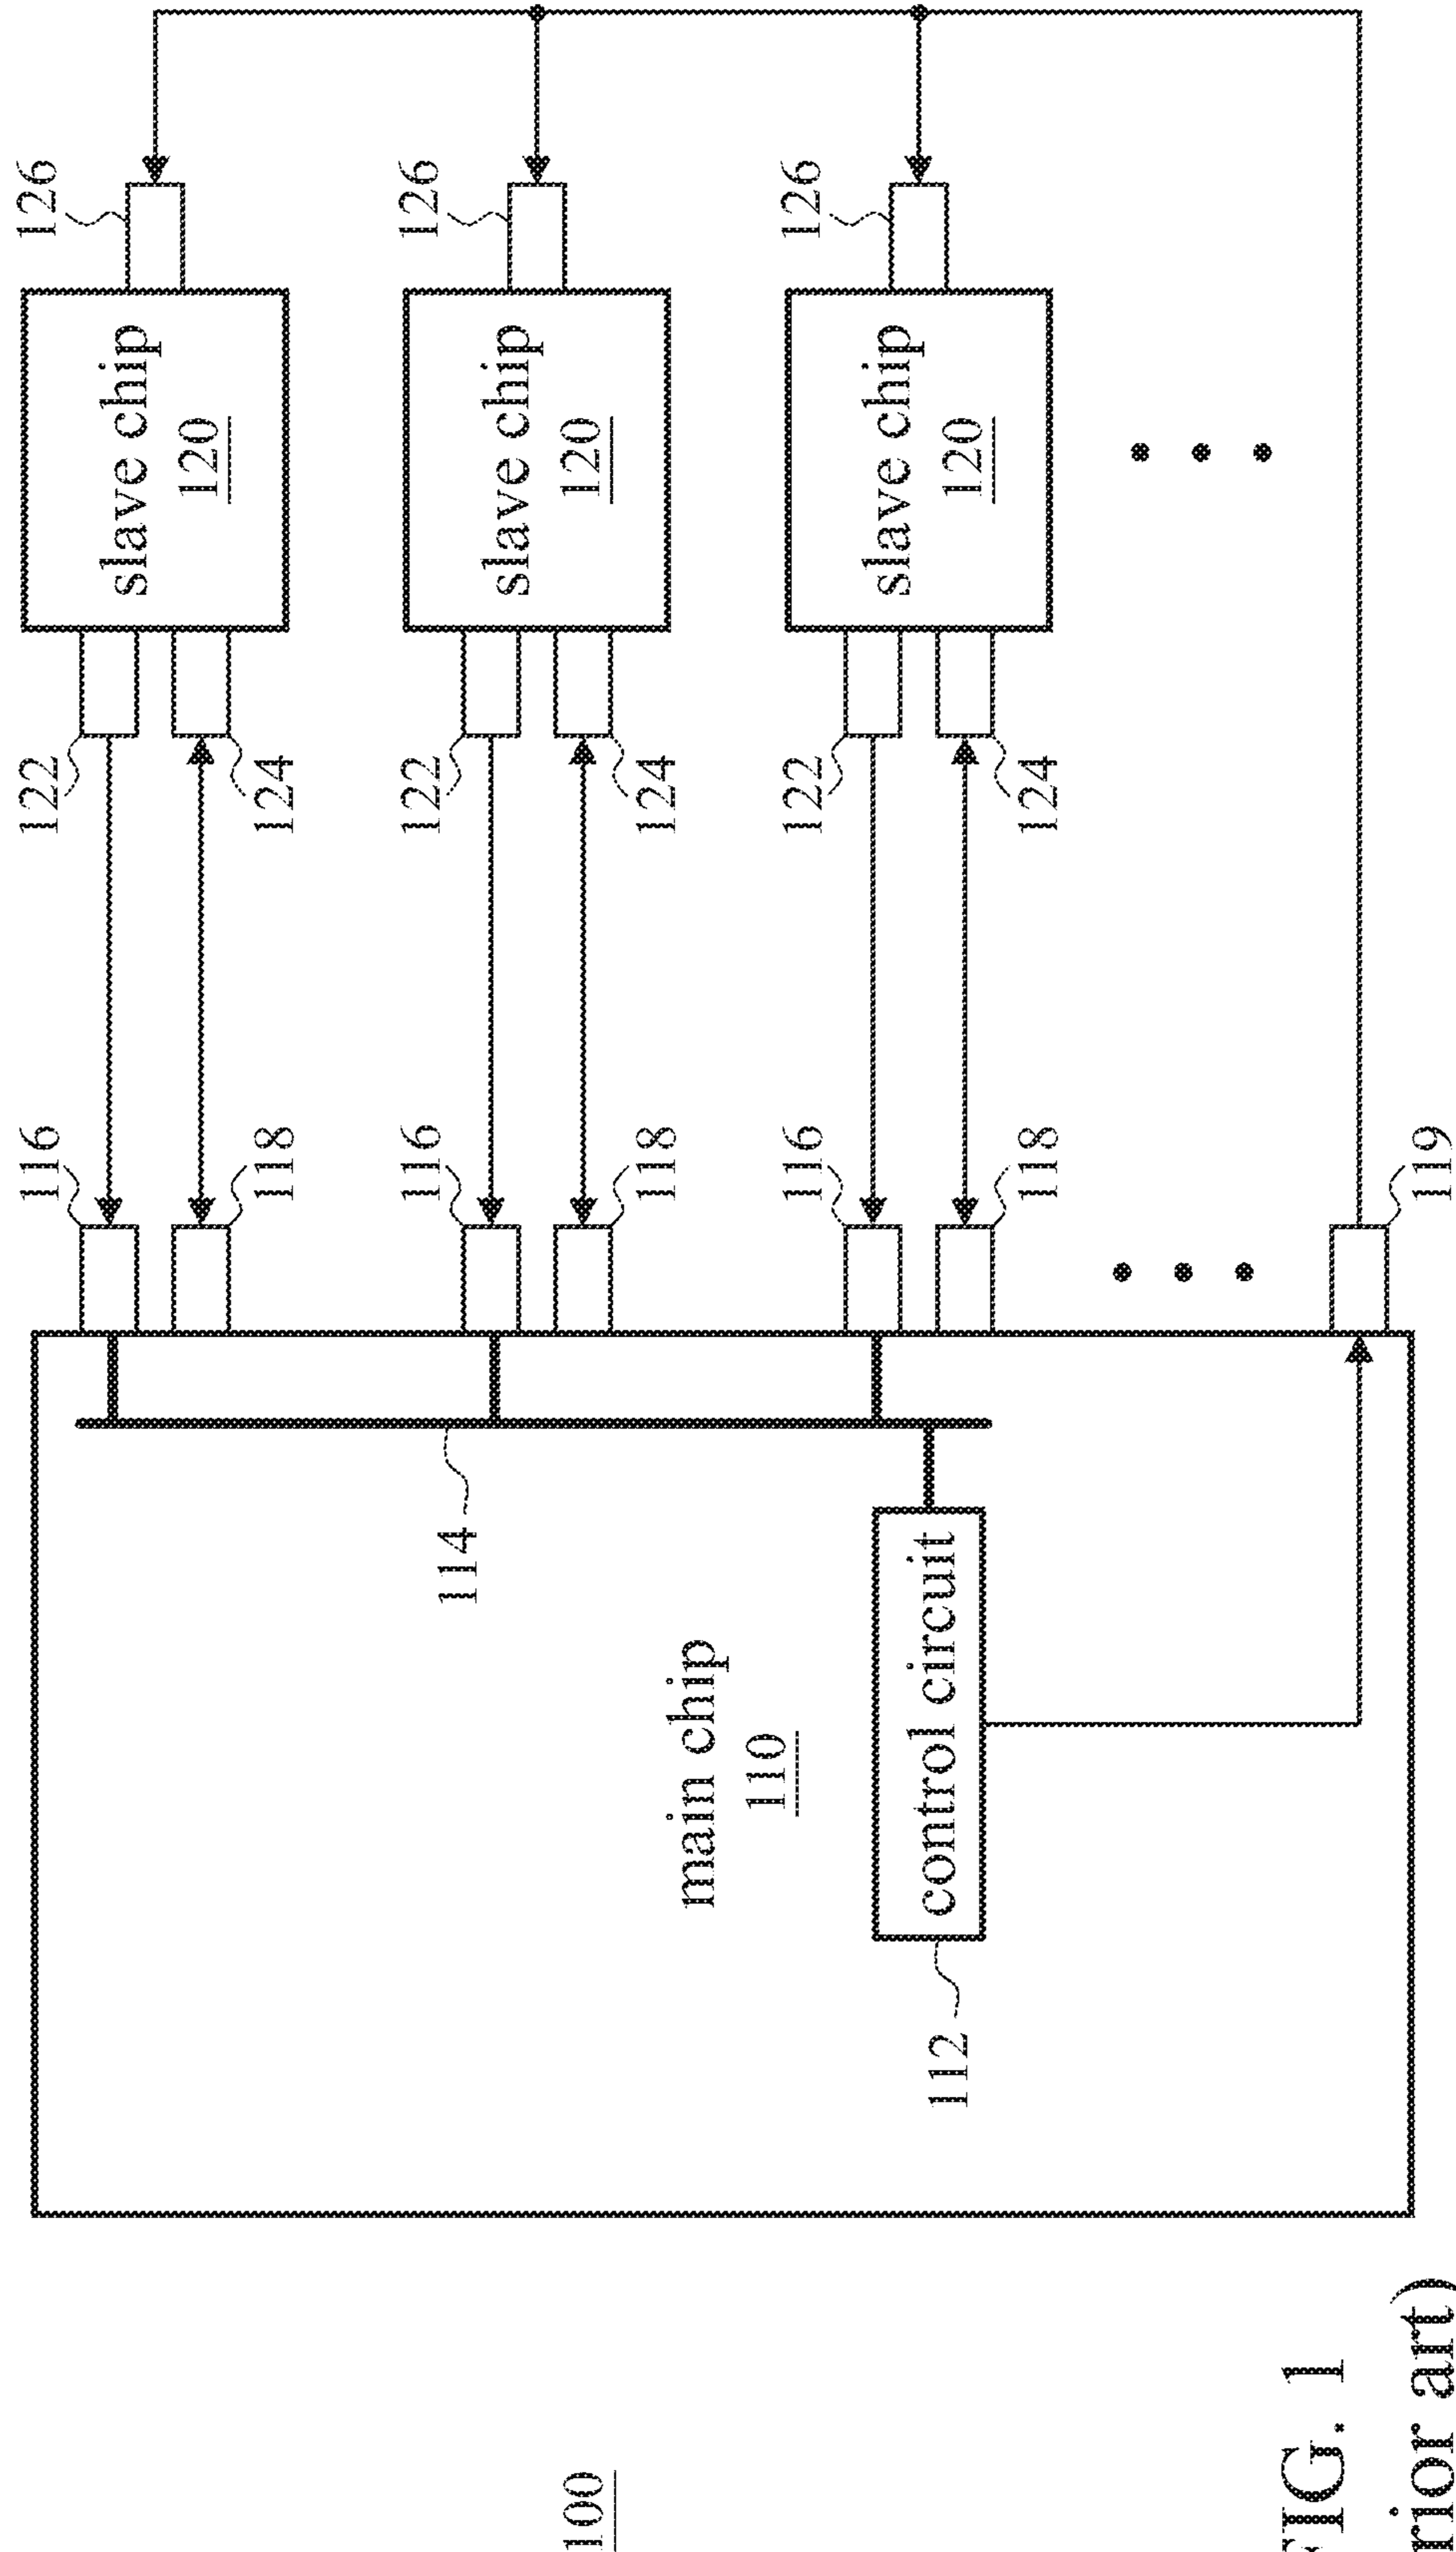 116 122 126
slave chip
120
118 124
116 122 126
114
slave chip
100
120
118 124
main chip
110
116 122 126
slave chip
control circuit
112
120
118 124
119
FIG. 1
rior art)